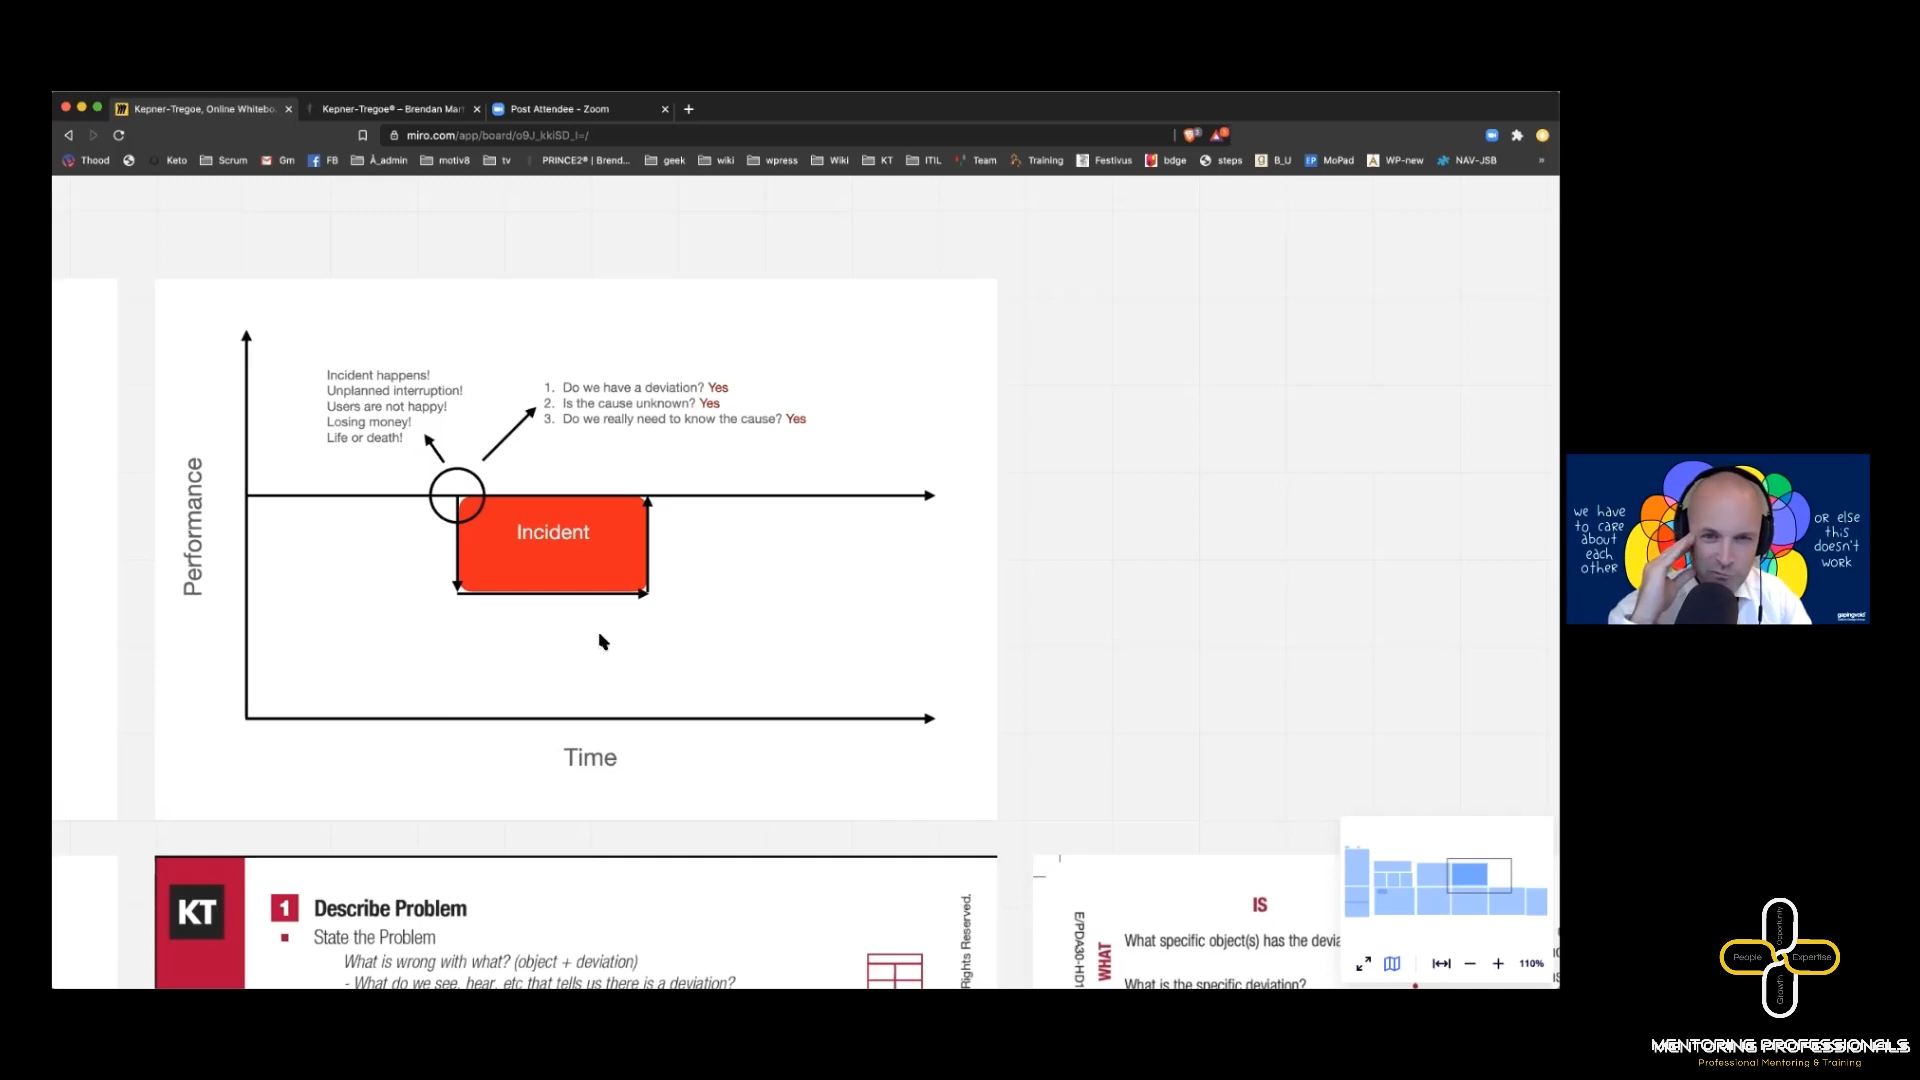 Kepner-Tregoe, Online Whitebo
Kepner-Tregoe® – Brendan Mar
Post Attendee - Zoom
miro.com/app/board/o9J_kkiSD_I=/
Thood
Keto
Scrum
Gm
FB
Å_admin
motiv8
tv
PRINCE2® | Brend...
geek
wiki
wpress
Wiki
KT
ITIL
Team
Training
Festivus
bdge
steps
B_U
MoPad
WP-new
NAV-JSB
»
Incident happens!
Unplanned interruption!
Users are not happy!
Losing money!
Life or death!
1. Do we have a deviation? Yes
2. Is the cause unknown? Yes
3. Do we really need to know the cause? Yes
Performance
Incident
Time
we have
to care
about
each
other
OR else
this
doesn't
work
gapingvoid
KT
1 Describe Problem
State the Problem
What is wrong with what? (object + deviation)
- What do we see, hear, etc that tells us there is a deviation?
Rights Reserved.
E/PDA30-HD1
WHAT
IS
What specific object(s) has the devia
What is the specific deviation?
110%
Opportunity
People
Expertise
Growth
MENTORING PROFESSIONALS
Professional Mentoring & Training